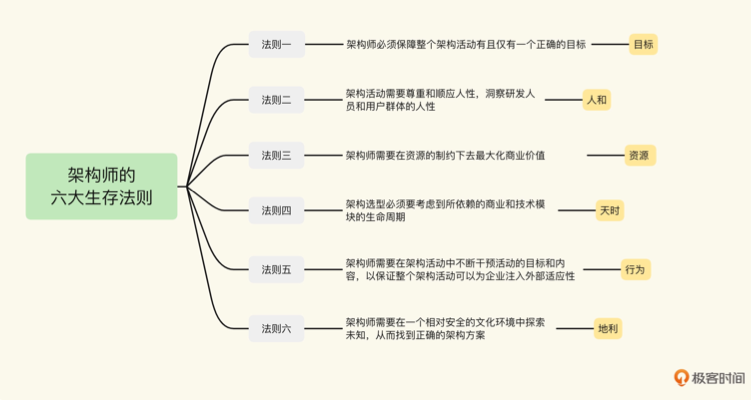 架构师的
六大生存法则
法则一
架构师必须保障整个架构活动有且仅有一个正确的目标
目标
法则二
架构活动需要尊重和顺应人性，洞察研发人
员和用户群体的人性
人和
法则三
架构师需要在资源的制约下去最大化商业价值
资源
法则四
架构选型必须要考虑到所依赖的商业和技术模
块的生命周期
天时
法则五
架构师需要在架构活动中不断干预活动的目标和内
容，以保证整个架构活动可以为企业注入外部适应性
行为
法则六
架构师需要在一个相对安全的文化环境中探索
未知，从而找到正确的架构方案
地利
极客时间